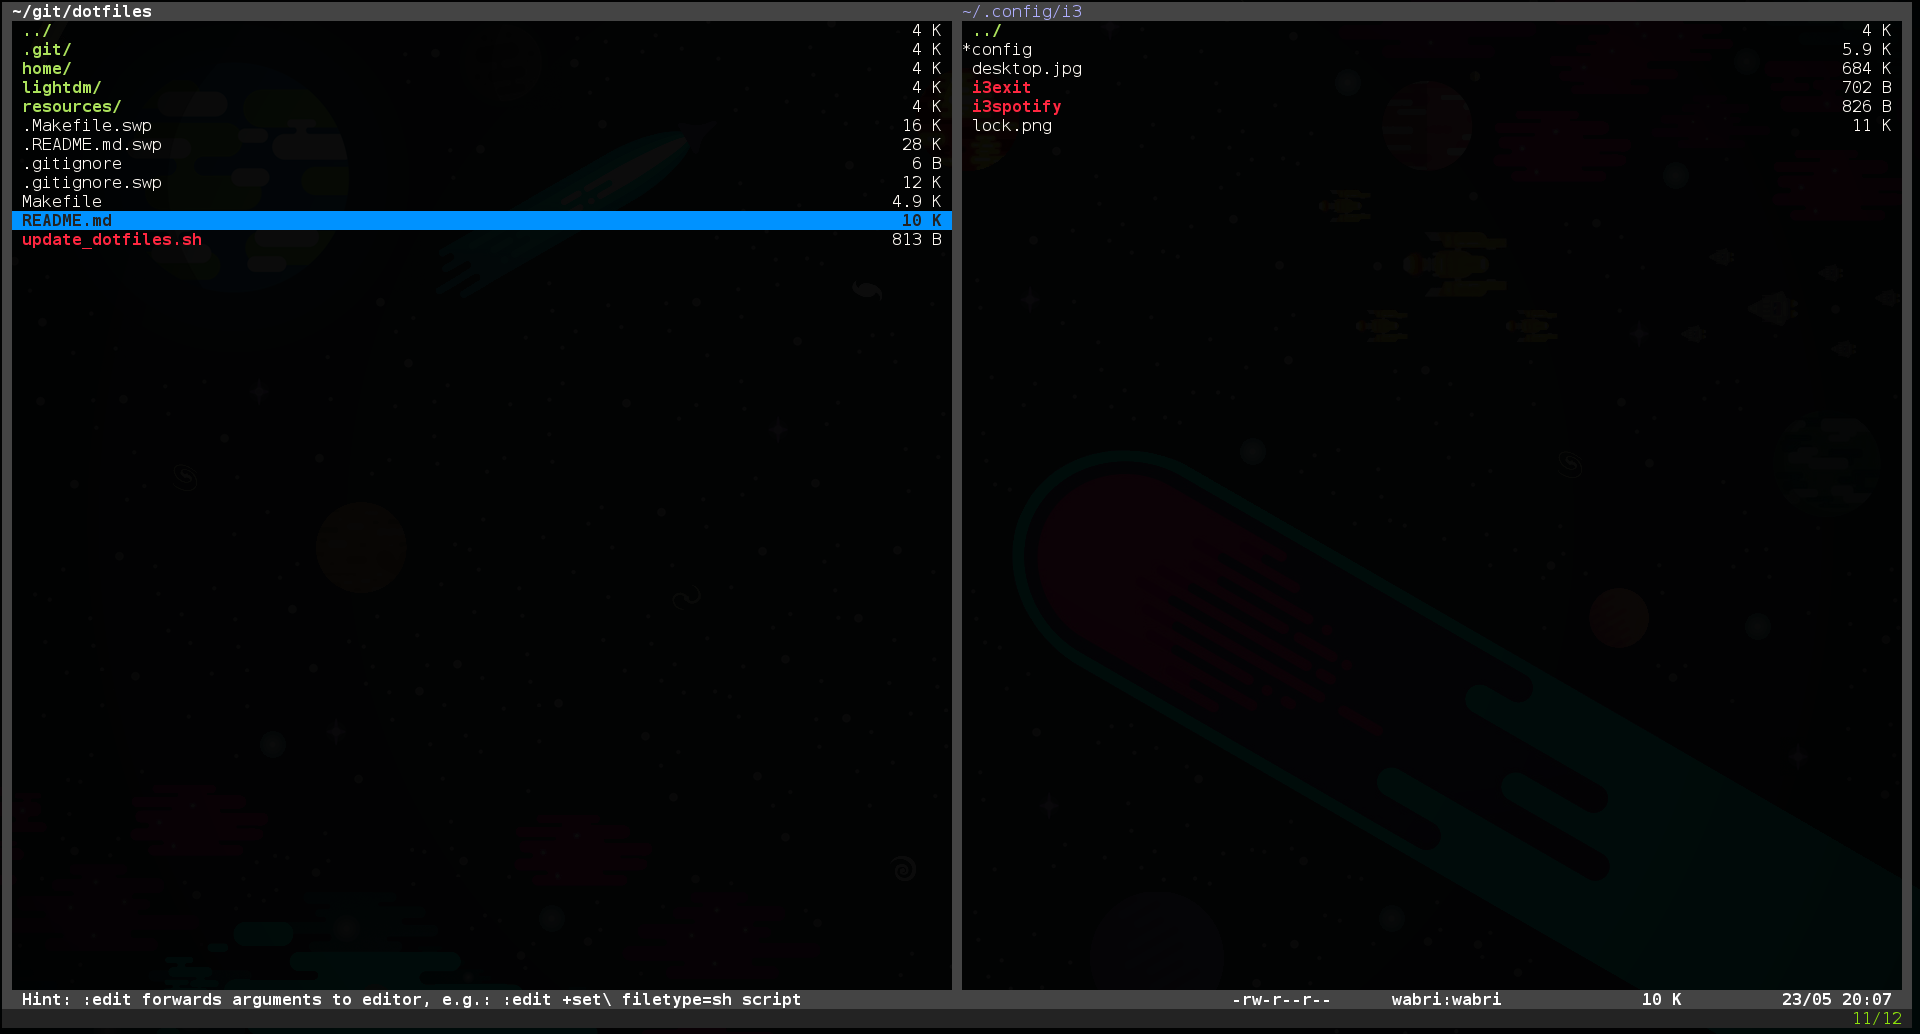 ~/git/dotfiles
../ 4 K
.git/ 4 K
home/ 4 K
lightdm/ 4 K
resources/ 4 K
.Makefile.swp 16 K
.README.md.swp 28 K
.gitignore 6 B
.gitignore.swp 12 K
Makefile 4.9 K
README.md 10 K
update_dotfiles.sh 813 B
~/.config/i3
../ 4 K
*config 5.9 K
desktop.jpg 684 K
i3exit 702 B
i3spotify 826 B
lock.png 11 K
Hint: :edit forwards arguments to editor, e.g.: :edit +set\ filetype=sh script -rw-r--r-- wabri:wabri 10 K 23/05 20:07
11/12